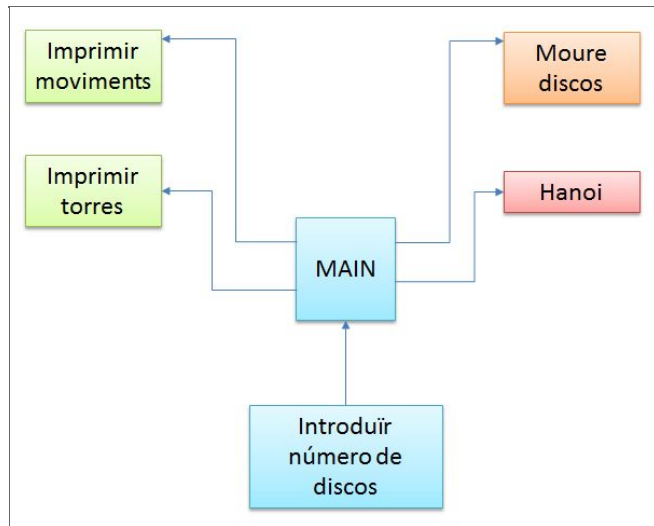 Imprimir
moviments
Moure
discos
Imprimir
torres
Hanoi
MAIN
Introduïr
número de
discos